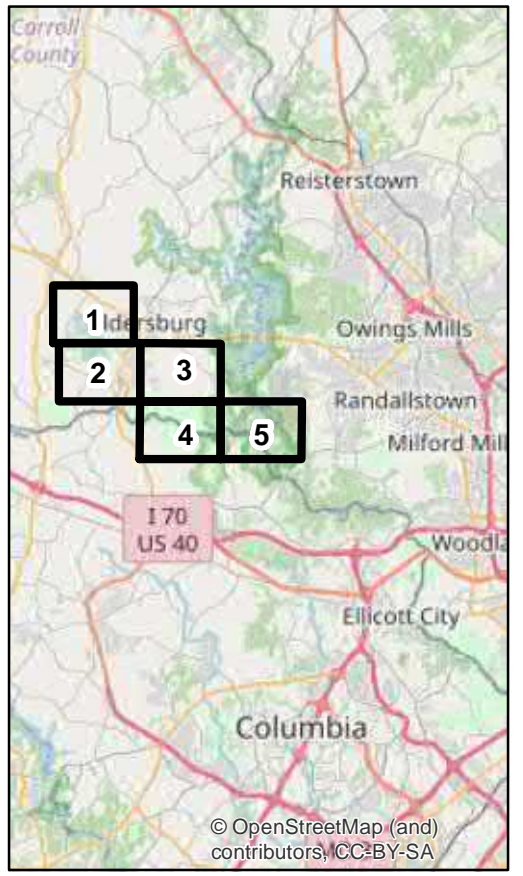 Carroll
County
Reisterstown
1
ldersburg
Owings Mills
2
3
Randallstown
4
5
Milford Mil
I 70
US 40
Woodla
Ellicott City
Columbia
© OpenStreetMap (and)
contributors, CC-BY-SA